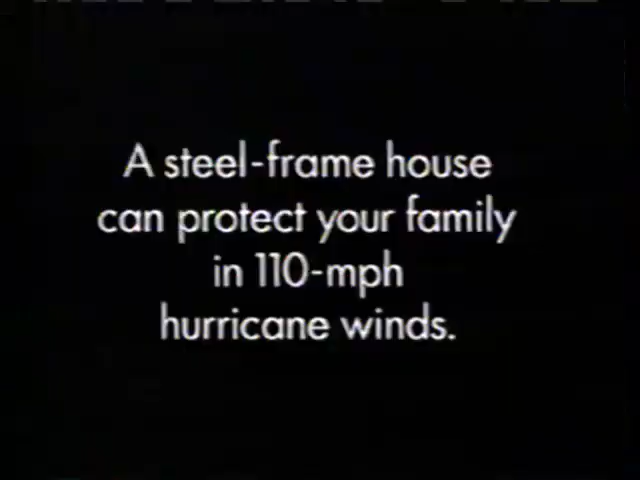 A steel-frame house
can protect your family
in 110-mph
hurricane winds.